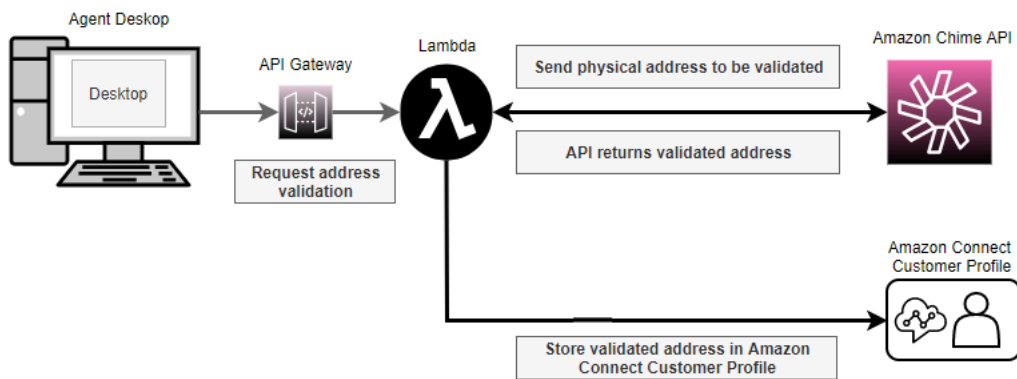 Agent Deskop
Desktop
API Gateway
Request address
validation
Lambda
Send physical address to be validated
API returns validated address
Amazon Chime API
Amazon Connect
Customer Profile
Store validated address in Amazon
Connect Customer Profile